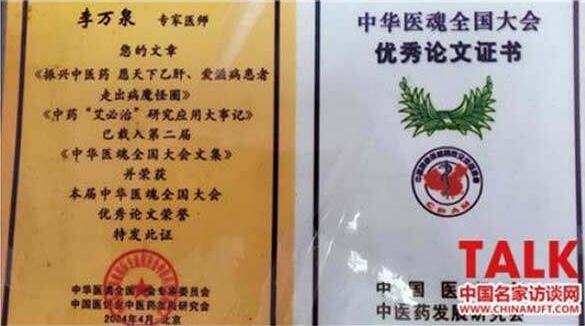 李万泉 专家医师
您的文章
《振兴中医药 愿天下乙肝、爱滋病患者
走出病魔怪圈》
《中药“艾必治”研究应用大事记》
已载入第二届
《中华医魂全国大会文集》
并荣获
本届中华医魂全国大会
优秀论文荣誉
特发此证
中华医魂全国大会专家委员会
中国医促会中医药发展研究会
2004年4月 北京
中华医魂全国大会
优秀论文证书
CPAM
中国医
中医药发展研究会
TALK
中国名家访谈网
WWW.CHINAMJFT.COM